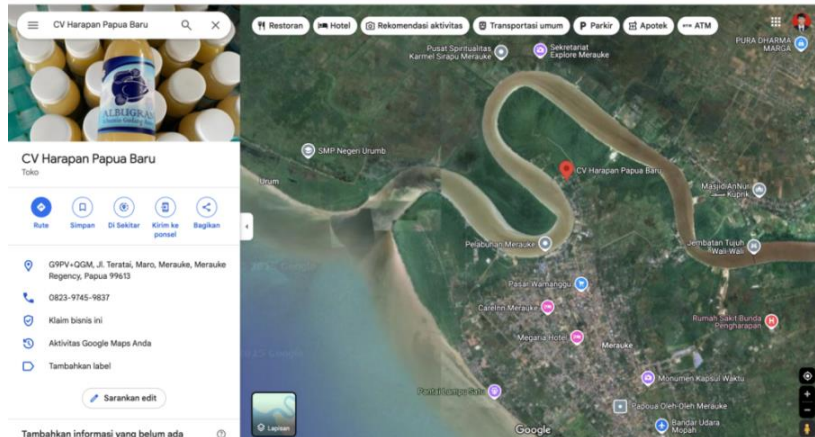 CV Harapan Papua Baru
Restoran
Hotel
Rekomendasi aktivitas
Transportasi umum
Parkir
Apotek
ATM
ALBUGRAS
CV Harapan Papua Baru
Toko
Rute
Simpan
Di Sekitar
Kirim ke
ponsel
Bagikan
G9PV+QGM, Jl. Teratai, Maro, Merauke, Merauke
Regency, Papua 99613
0823-9745-9837
Klaim bisnis ini
Aktivitas Google Maps Anda
Tambahkan label
Sarankan edit
Tambahkan informasi yang belum ada
Pusat Spiritualitas
Karmel Sirapu Merauke
Sekretariat
Explore Merauke
PURA DHARMA
MARGA
SMP Negeri Urumb
Urum
CV Harapan Papua Baru
MasjidAnNur
Kuprik
Pelabuhan Merauke
Jembatan Tujuh
Wali-Wali
Pasar Wamanggu
CareInn Merauke
Megaria Hotel
Merauke
Rumah Sakit Bunda
Pengharapan
Monumen Kapsul Waktu
Pantai Lampu Satu
Papoua Oleh-Oleh Merauke
Bandar Udara
Mopah
Lapisan
Google